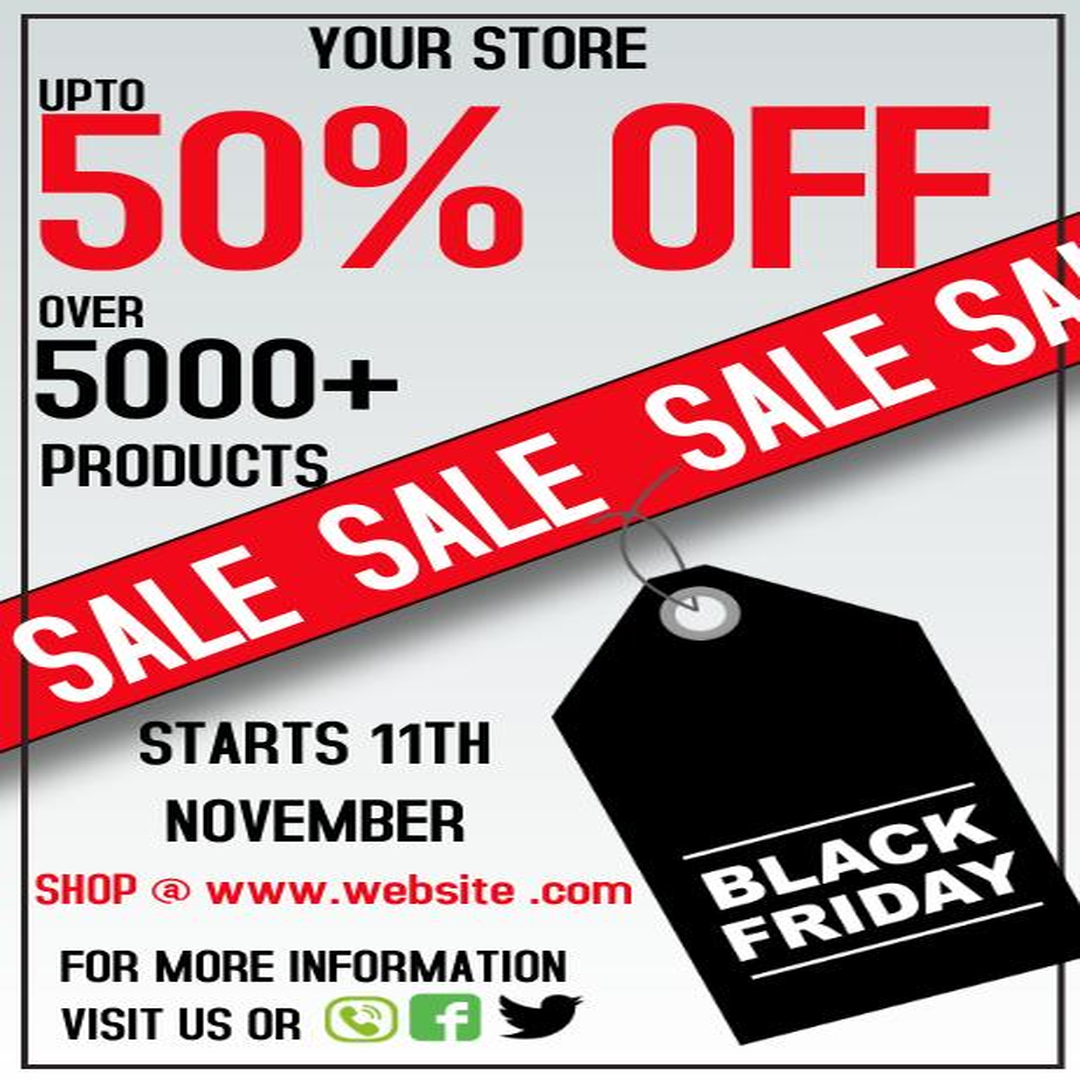 YOUR STORE
UPTO
50% OFF
OVER
5000+
PRODUCTS
SALE SALE SALE SA
STARTS 11TH
NOVEMBER
SHOP @ www.website .com
FOR MORE INFORMATION
VISIT US OR
BLACK
FRIDAY